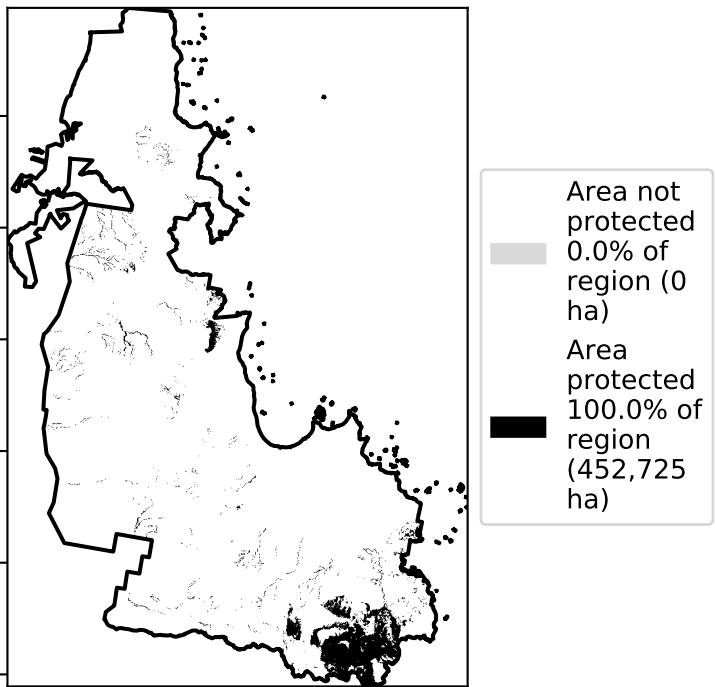 Area not
protected
0.0% of
region (0
ha)
Area
protected
100.0% of
region
(452,725
ha)